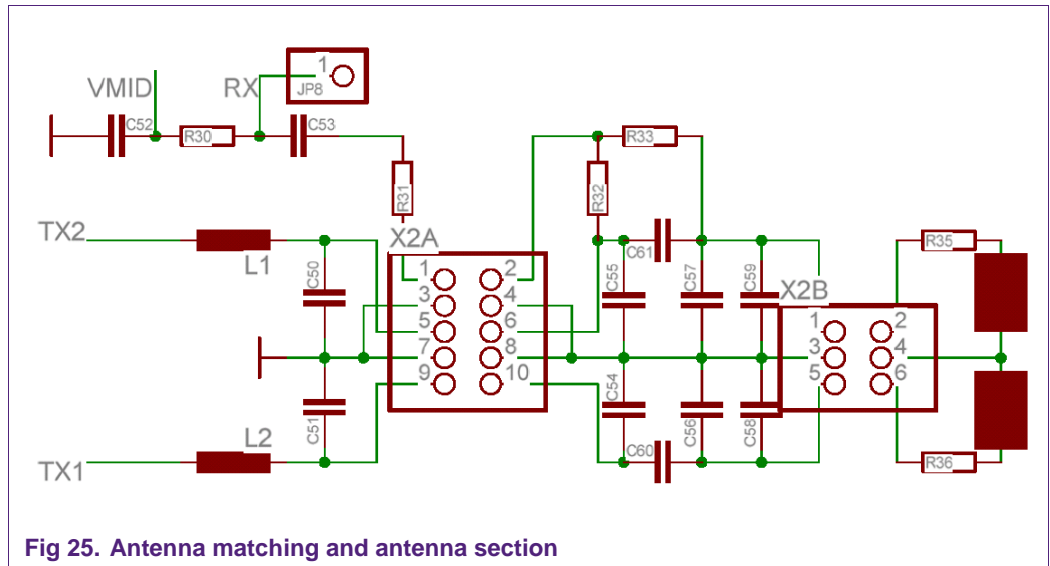 1
JP8
VMID
RX
C52
R30
C53
R33
R31
R32
TX2
X2A
L1
C50
C61
C55
C57
C59
R35
X2B
1
2
3
4
5
6
7
8
9
10
1
2
3
4
5
6
C51
C54
C56
C58
L2
C60
R36
TX1
Fig 25. Antenna matching and antenna section